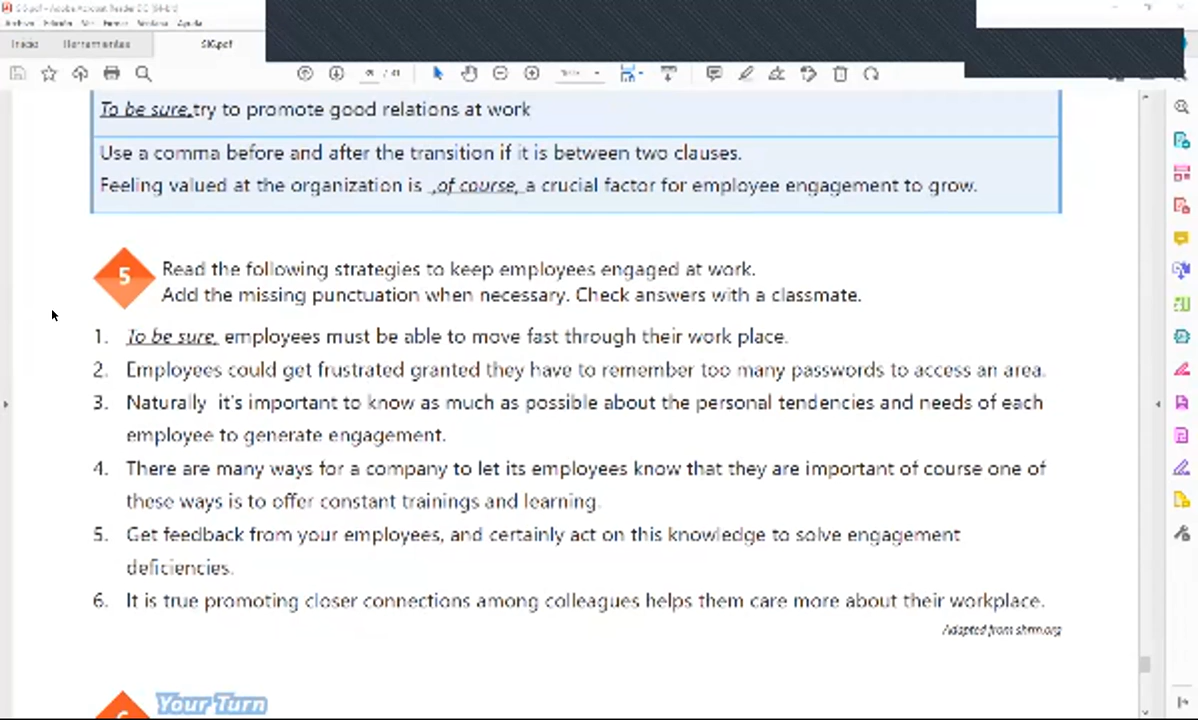 Inicio
Herramientas
SIG.pdf
To be sure,try to promote good relations at work
Use a comma before and after the transition if it is between two clauses.
Feeling valued at the organization is ,of course, a crucial factor for employee engagement to grow.
5
Read the following strategies to keep employees engaged at work.
Add the missing punctuation when necessary. Check answers with a classmate.
1. To be sure, employees must be able to move fast through their work place.
2. Employees could get frustrated granted they have to remember too many passwords to access an area.
3. Naturally it's important to know as much as possible about the personal tendencies and needs of each
employee to generate engagement.
4. There are many ways for a company to let its employees know that they are important of course one of
these ways is to offer constant trainings and learning.
5. Get feedback from your employees, and certainly act on this knowledge to solve engagement
deficiencies.
6. It is true promoting closer connections among colleagues helps them care more about their workplace.
Adapted from shrm.org
Your Turn